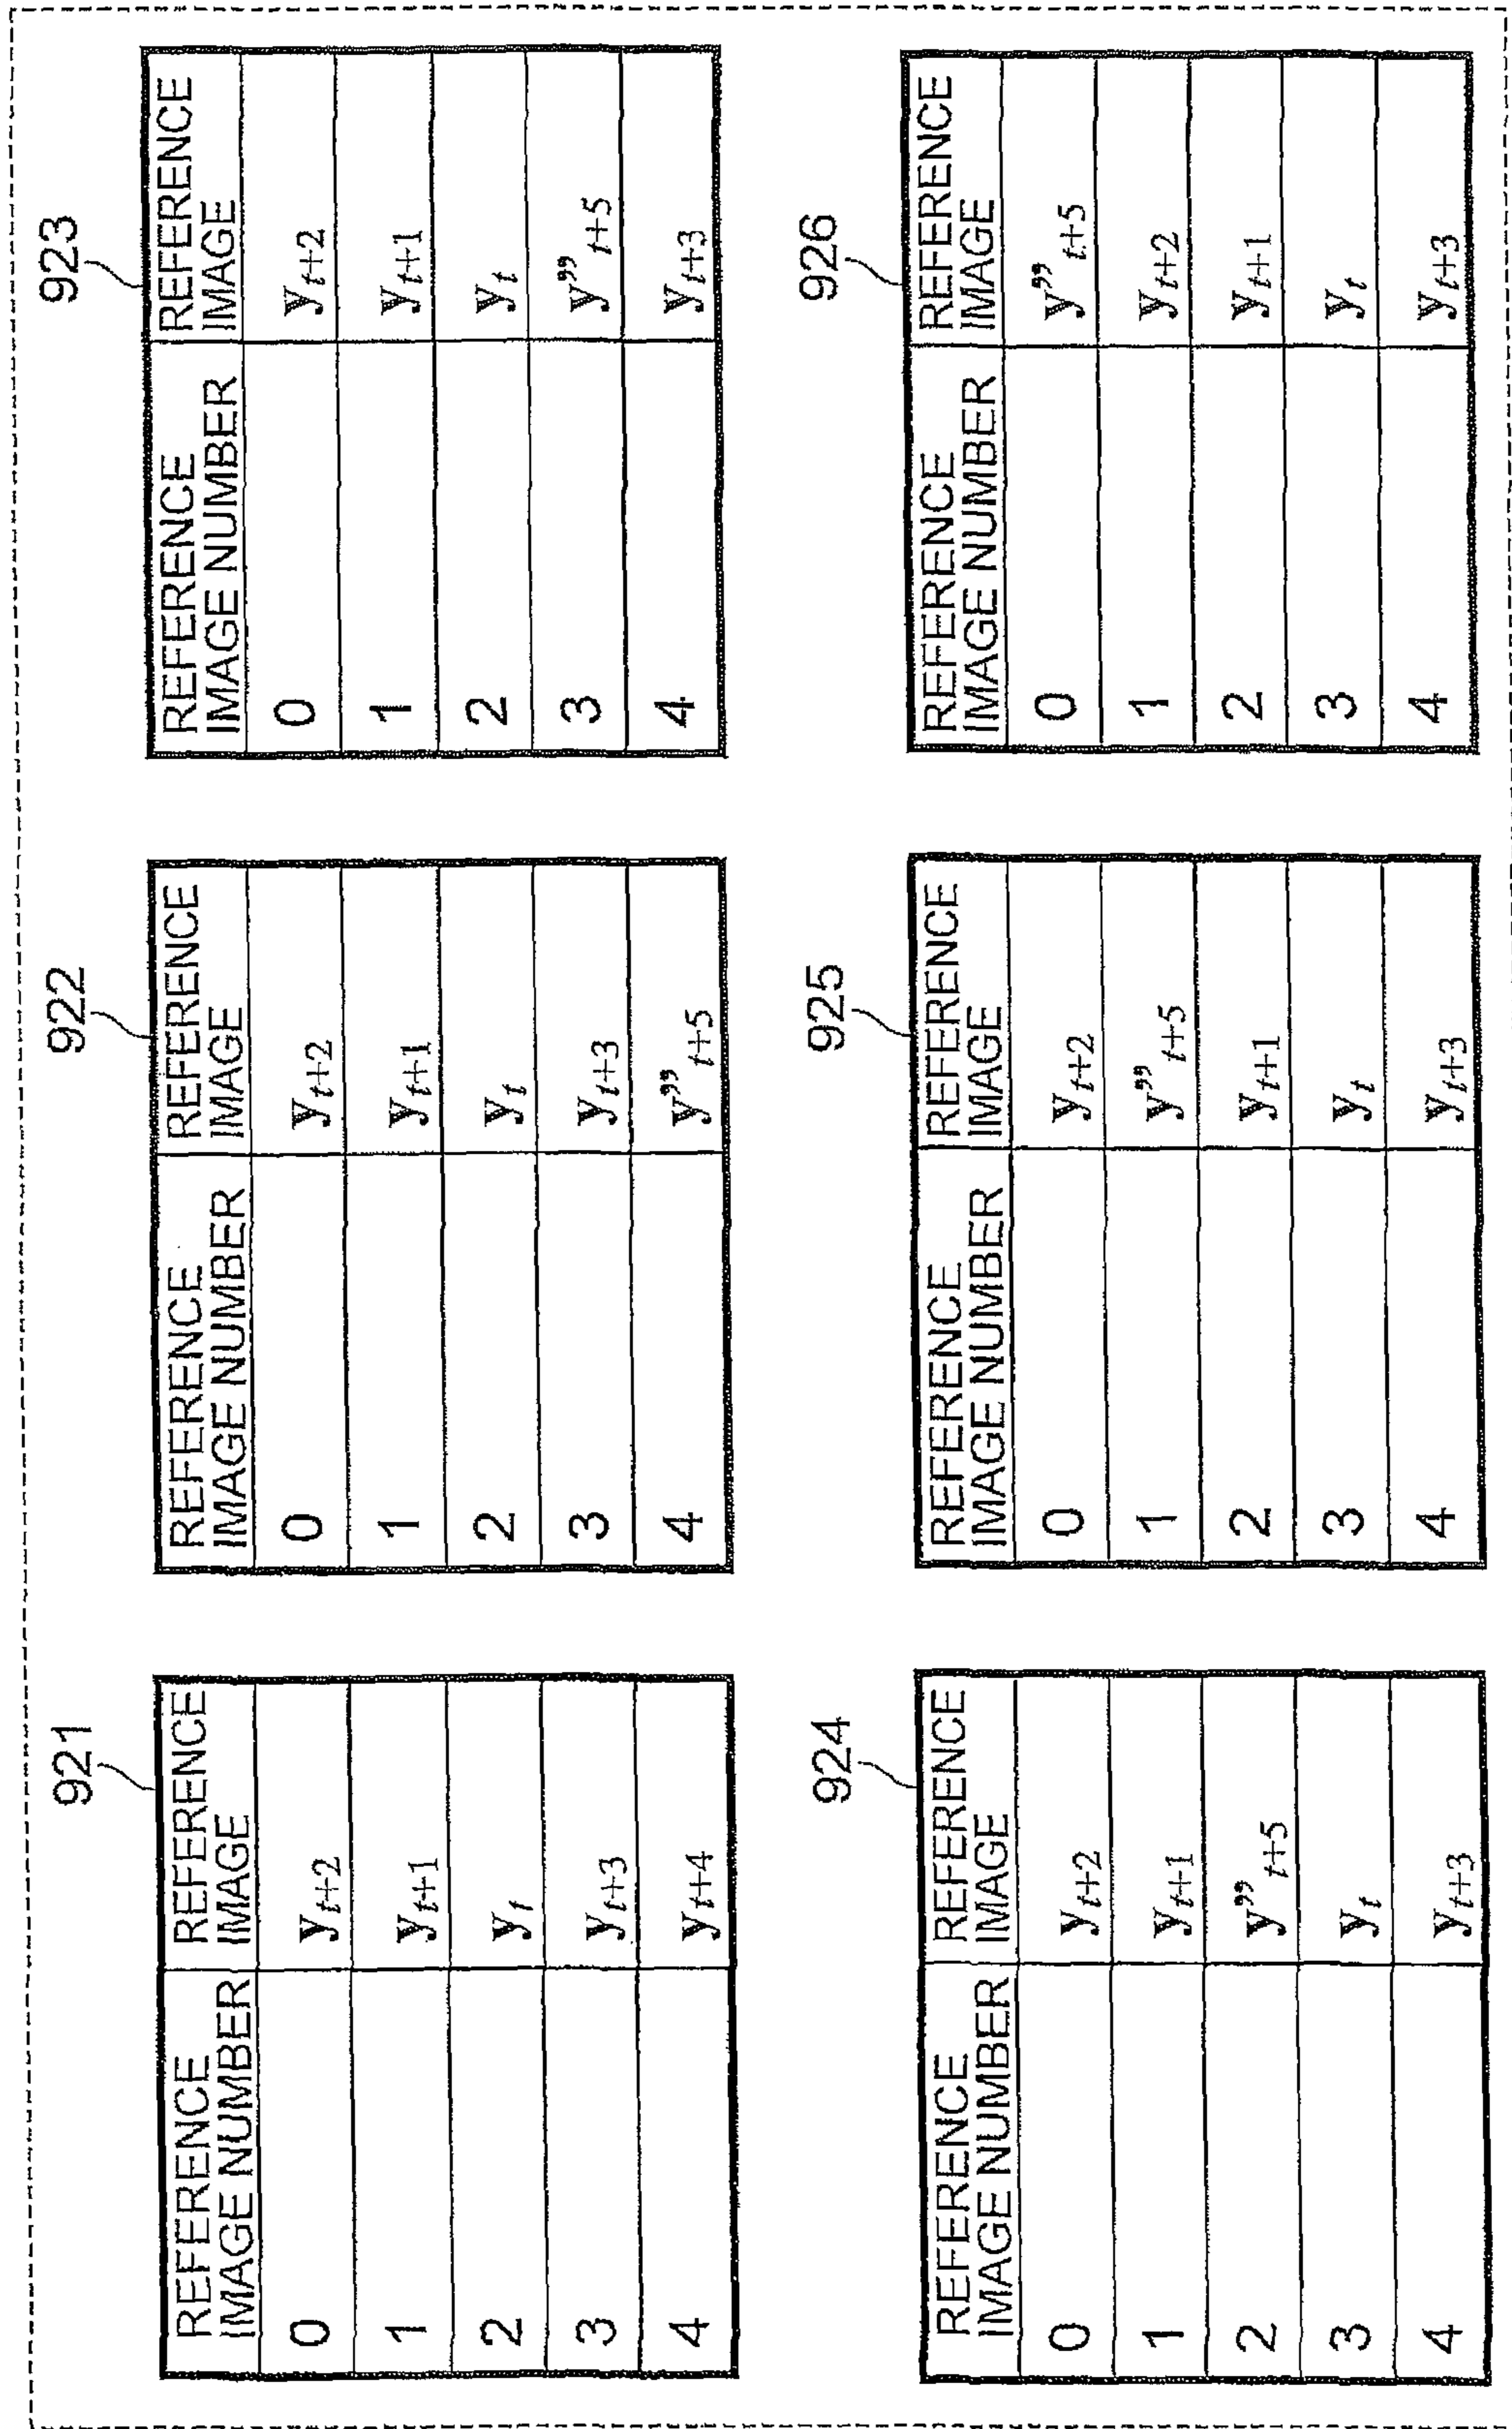 921
REFERENCE IMAGE NUMBER REFERENCE IMAGE
0 y_{t+2}
1 y_{t+1}
2 y_t
3 y_{t+3}
4 y_{t+4}
922
REFERENCE IMAGE NUMBER REFERENCE IMAGE
0 y_{t+2}
1 y_{t+1}
2 y_t
3 y_{t+3}
4 y”_{t+5}
923
REFERENCE IMAGE NUMBER REFERENCE IMAGE
0 y_{t+2}
1 y_{t+1}
2 y_t
3 y”_{t+5}
4 y_{t+3}
924
REFERENCE IMAGE NUMBER REFERENCE IMAGE
0 y_{t+2}
1 y_{t+1}
2 y”_{t+5}
3 y_t
4 y_{t+3}
925
REFERENCE IMAGE NUMBER REFERENCE IMAGE
0 y_{t+2}
1 y”_{t+5}
2 y_{t+1}
3 y_t
4 y_{t+3}
926
REFERENCE IMAGE NUMBER REFERENCE IMAGE
0 y”_{t+5}
1 y_{t+2}
2 y_{t+1}
3 y_t
4 y_{t+3}